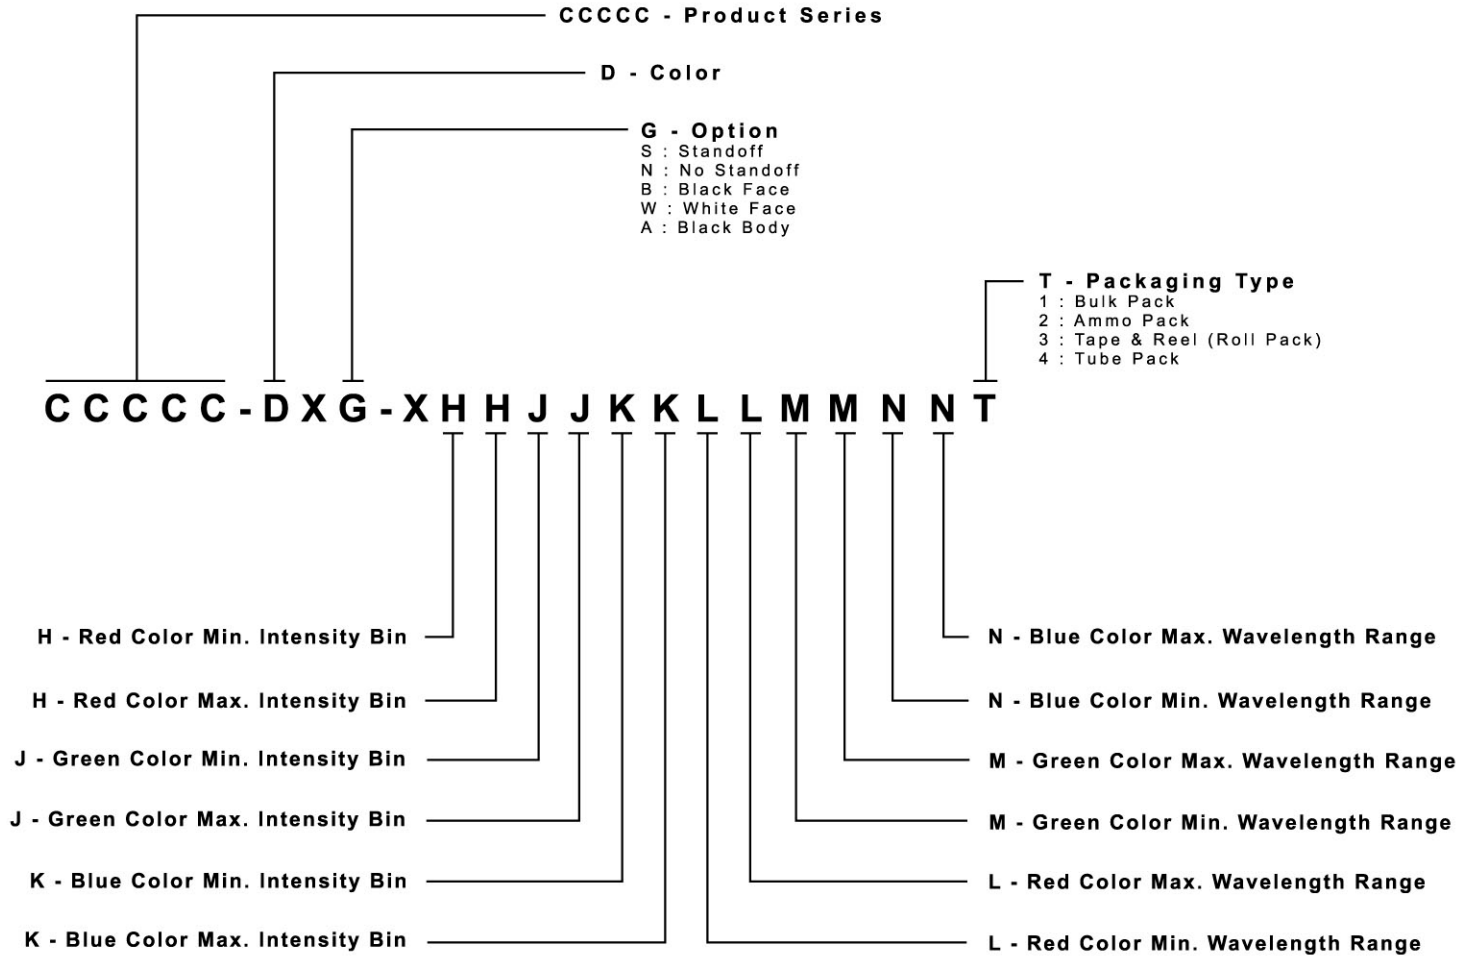 CCCCC - Product Series
D - Color
G - Option
S : Standoff
N : No Standoff
B : Black Face
W : White Face
A : Black Body
T - Packaging Type
1 : Bulk Pack
2 : Ammo Pack
3 : Tape & Reel (Roll Pack)
4 : Tube Pack
CCCCC-DXG-XHHJJKKLLMMNNT
H - Red Color Min. Intensity Bin
N - Blue Color Max. Wavelength Range
H - Red Color Max. Intensity Bin
N - Blue Color Min. Wavelength Range
J - Green Color Min. Intensity Bin
M - Green Color Max. Wavelength Range
J - Green Color Max. Intensity Bin
M - Green Color Min. Wavelength Range
K - Blue Color Min. Intensity Bin
L - Red Color Max. Wavelength Range
K - Blue Color Max. Intensity Bin
L - Red Color Min. Wavelength Range